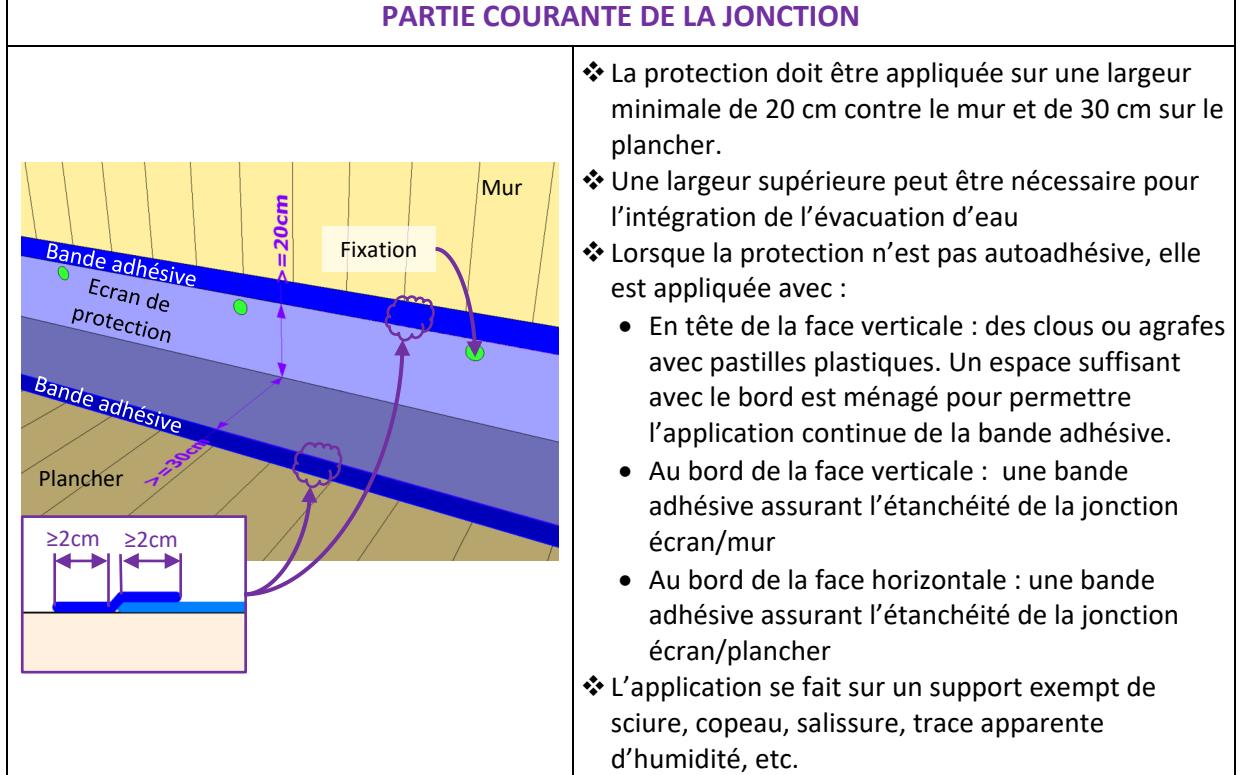 PARTIE COURANTE DE LA JONCTION
Mur
>=20cm
Fixation
Bande adhésive
Ecran de
protection
Bande adhésive
>=30cm
Plancher
≥2cm ≥2cm
❖ La protection doit être appliquée sur une largeur
minimale de 20 cm contre le mur et de 30 cm sur le
plancher.
❖ Une largeur supérieure peut être nécessaire pour
l’intégration de l’évacuation d’eau
❖ Lorsque la protection n’est pas autoadhésive, elle
est appliquée avec :
• En tête de la face verticale : des clous ou agrafes
avec pastilles plastiques. Un espace suffisant
avec le bord est ménagé pour permettre
l’application continue de la bande adhésive.
• Au bord de la face verticale : une bande
adhésive assurant l’étanchéité de la jonction
écran/mur
• Au bord de la face horizontale : une bande
adhésive assurant l’étanchéité de la jonction
écran/plancher
❖ L’application se fait sur un support exempt de
sciure, copeau, salissure, trace apparente
d’humidité, etc.